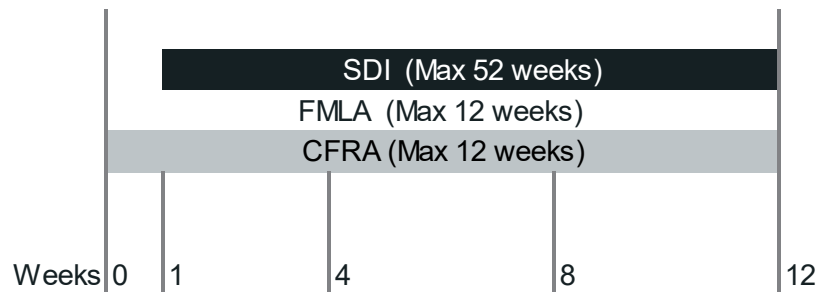 SDI (Max 52 weeks)
FMLA (Max 12 weeks)
CFRA (Max 12 weeks)
Weeks 0 1 4 8 12